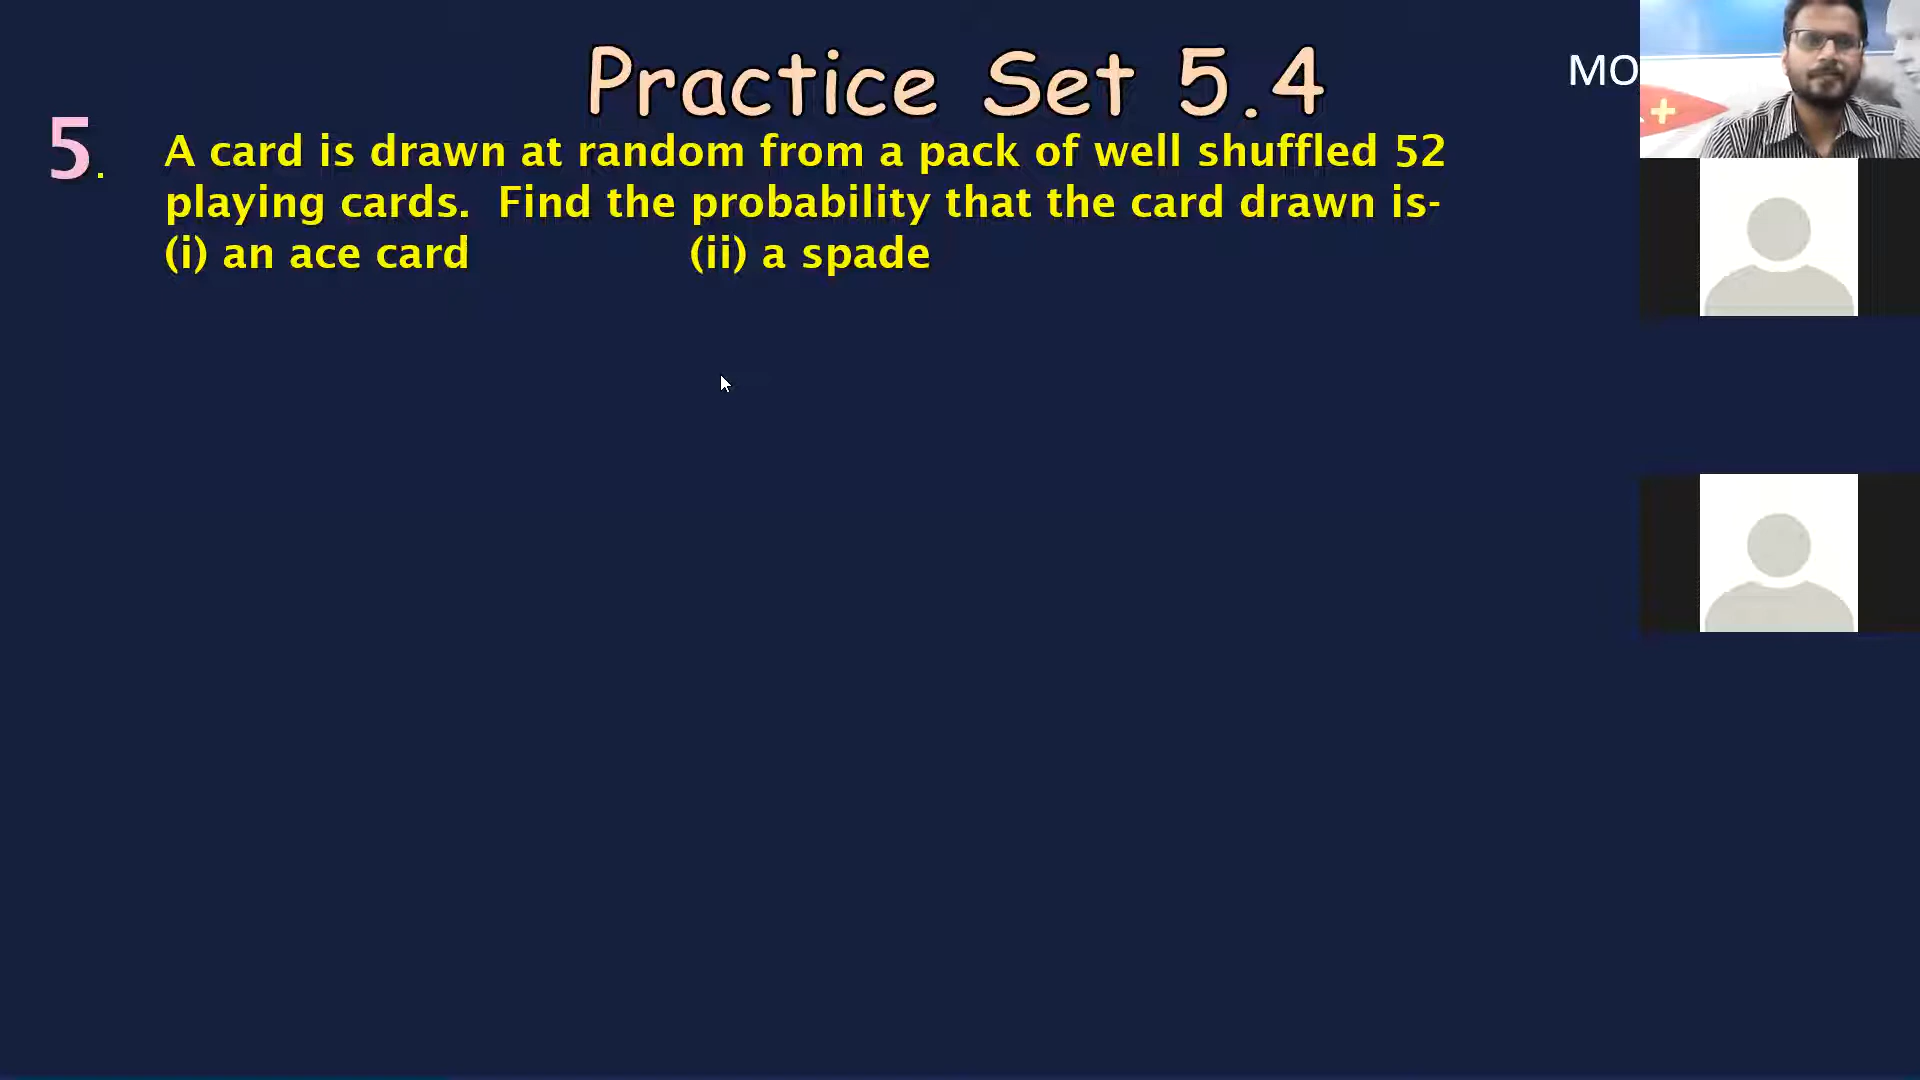 Practice Set 5.4
MO
5. A card is drawn at random from a pack of well shuffled 52
playing cards. Find the probability that the card drawn is-
(i) an ace card (ii) a spade
+